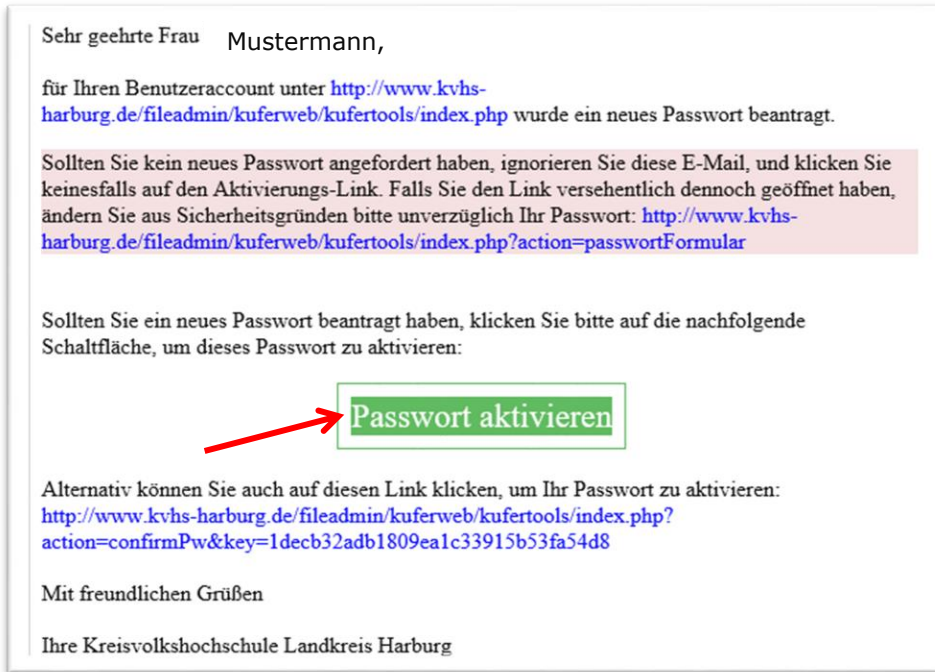 Sehr geehrte Frau Mustermann,
für Ihren Benutzeraccount unter http://www.kvhs-
harburg.de/fileadmin/kuferweb/kufertools/index.php wurde ein neues Passwort beantragt.
Sollten Sie kein neues Passwort angefordert haben, ignorieren Sie diese E-Mail, und klicken Sie
keinesfalls auf den Aktivierungs-Link. Falls Sie den Link versehentlich dennoch geöffnet haben,
ändern Sie aus Sicherheitsgründen bitte unverzüglich Ihr Passwort: http://www.kvhs-
harburg.de/fileadmin/kuferweb/kufertools/index.php?action=passwortFormular
Sollten Sie ein neues Passwort beantragt haben, klicken Sie bitte auf die nachfolgende
Schaltfläche, um dieses Passwort zu aktivieren:
Passwort aktivieren
Alternativ können Sie auch auf diesen Link klicken, um Ihr Passwort zu aktivieren:
http://www.kvhs-harburg.de/fileadmin/kuferweb/kufertools/index.php?
action=confirmPw&key=1decb32adb1809ea1c33915b53fa54d8
Mit freundlichen Grüßen
Ihre Kreisvolkshochschule Landkreis Harburg